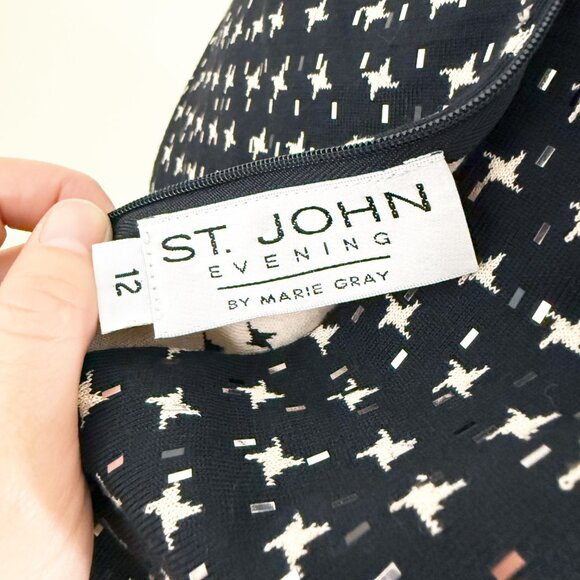 ST. JOHN
EVENING
BY MARIE GRAY
12